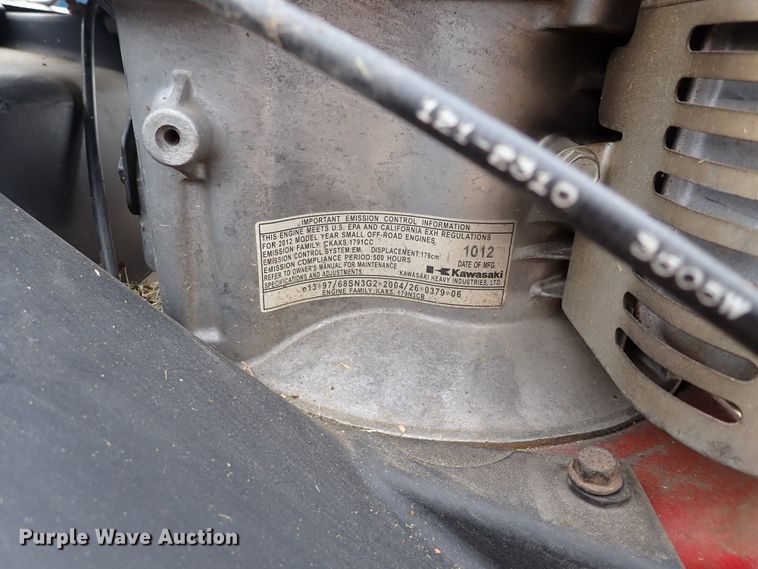 121-2310 3505W
IMPORTANT EMISSION CONTROL INFORMATION
THIS ENGINE MEETS U.S. EPA AND CALIFORNIA EXH REGULATIONS
FOR 2012 MODEL YEAR SMALL OFF-ROAD ENGINES,
EMISSION FAMILY: CKAXS.1791CC
EMISSION CONTROL SYSTEM:EM. DISPLACEMENT:179cm³
EMISSION COMPLIANCE PERIOD:500 HOURS
REFER TO OWNER'S MANUAL FOR MAINTENANCE
SPECIFICATIONS AND ADJUSTMENTS.
1012
DATE OF MFG.
Kawasaki
KAWASAKI HEAVY INDUSTRIES, LTD.
e13*97/68SN3G2*2004/26*0379*06
ENGINE FAMILY:KAXS.179N3CB
Purple Wave Auction